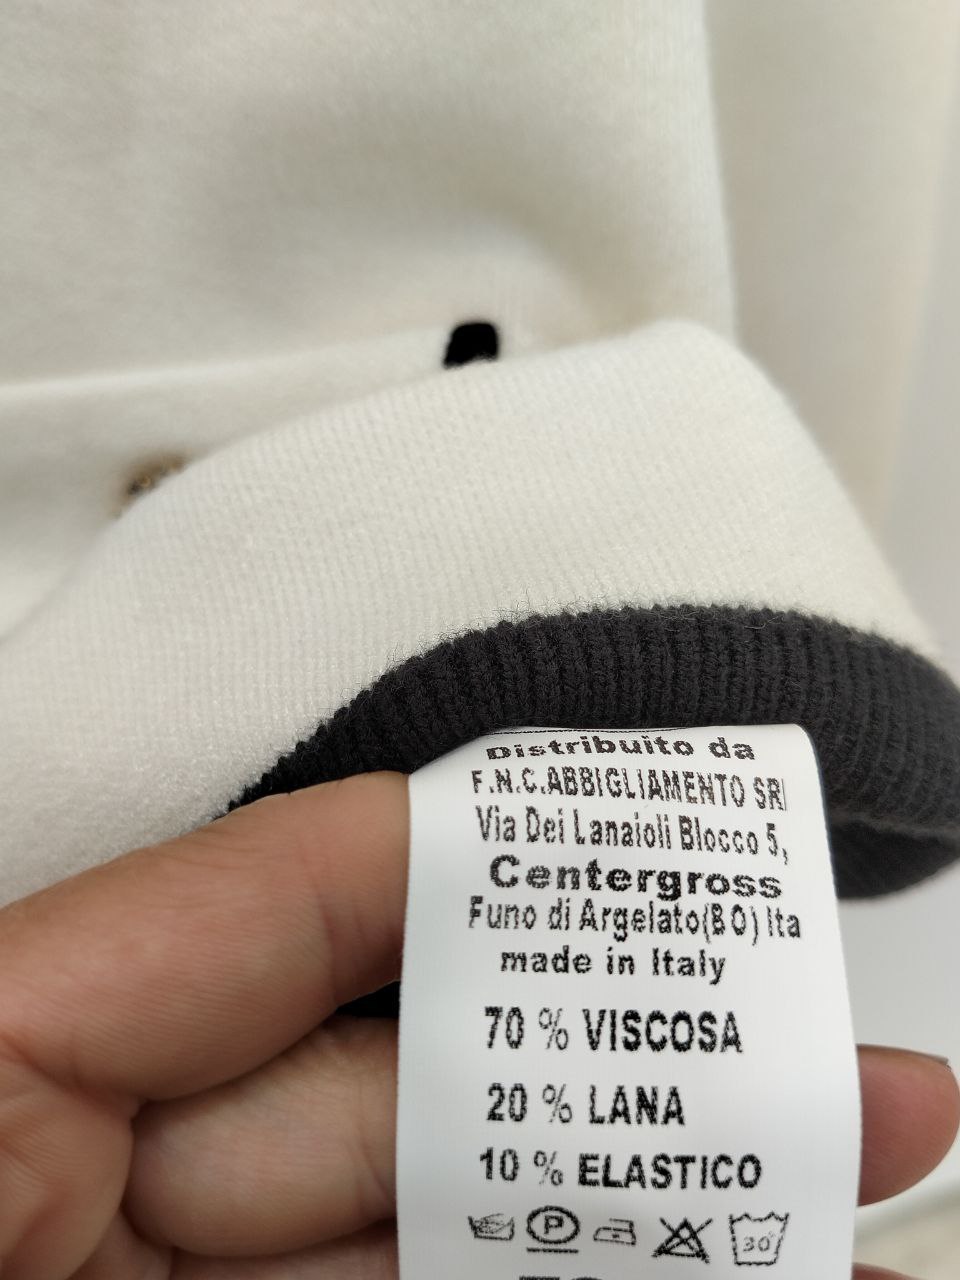 Distribuito da
F.N.C.ABBIGLIAMENTO SRl
Via Dei Lanaioli Blocco 5,
Centergross
Funo di Argelato(BO) Ita
made in Italy
70 % VISCOSA
20 % LANA
10 % ELASTICO
P 30°